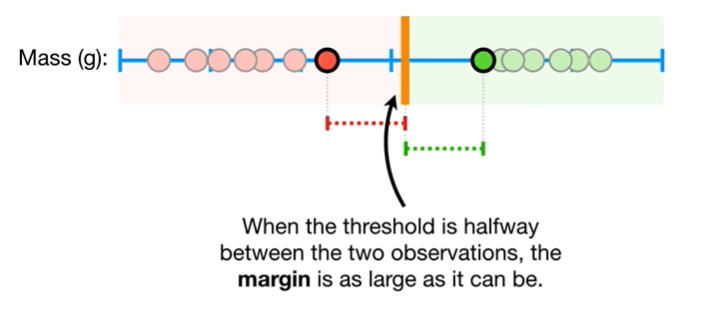 Mass (g):
When the threshold is halfway
between the two observations, the
margin is as large as it can be.